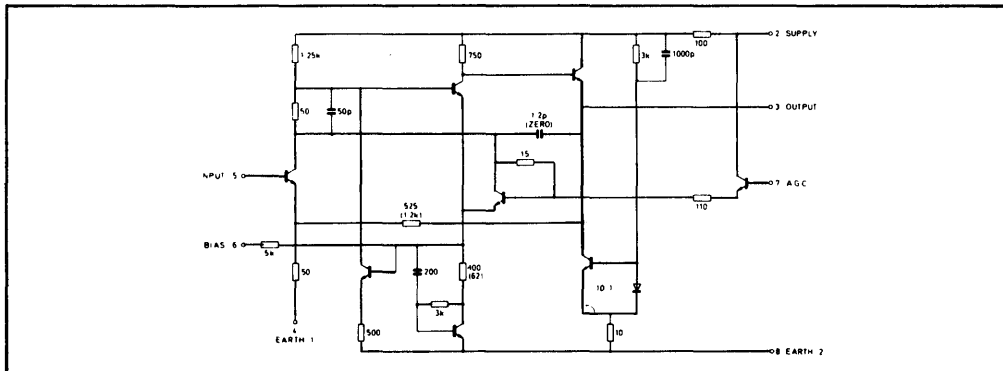 1.25k
750
3k
1000p
100
2 SUPPLY
50
50p
3 OUTPUT
1.2p
(ZERO)
15
NPUT 5
7 AGC
525
(1.2k)
110
BIAS 6
5k
50
200
400
(62)
10 1
3k
4
EARTH 1
500
10
8 EARTH 2